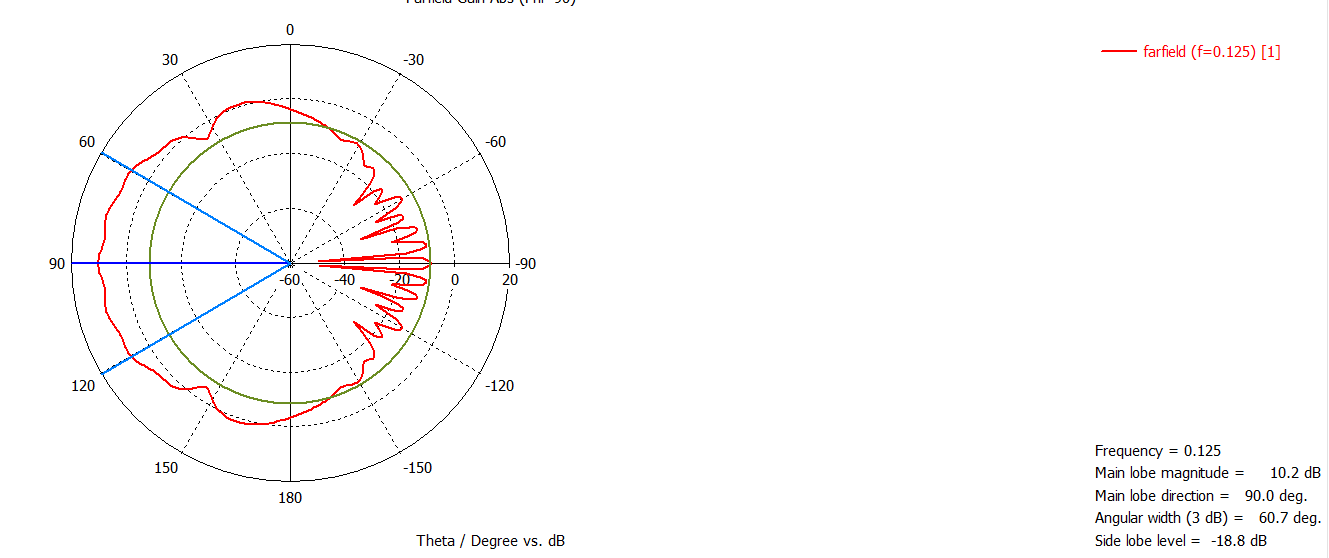 0
30
-30
farfield (f=0.125) [1]
60
-60
90
-60
-40
-20
0
20
-90
120
-120
150
-150
180
Frequency = 0.125
Main lobe magnitude = 10.2 dB
Main lobe direction = 90.0 deg.
Angular width (3 dB) = 60.7 deg.
Side lobe level = -18.8 dB
Theta / Degree vs. dB